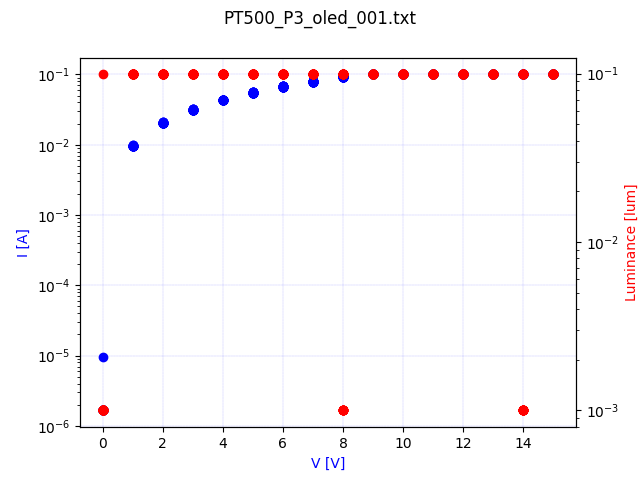 PT500_P3_oled_001.txt
10⁻¹
10⁻²
10⁻³
10⁻⁴
10⁻⁵
10⁻⁶
I [A]
10⁻¹
10⁻²
10⁻³
Luminance [lum]
0 2 4 6 8 10 12 14
V [V]